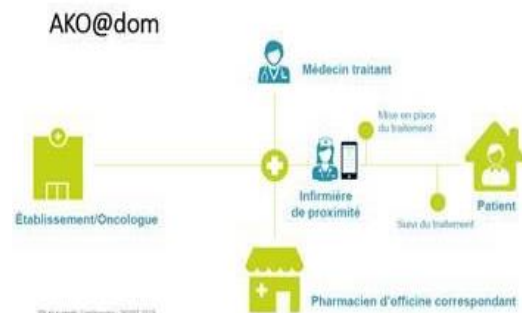 AKO@dom
Médecin traitant
Mise en place
du traitement
Infirmière
de proximité
Établissement/Oncologue
Patient
Suivi du traitement
Pharmacien d'officine correspondant